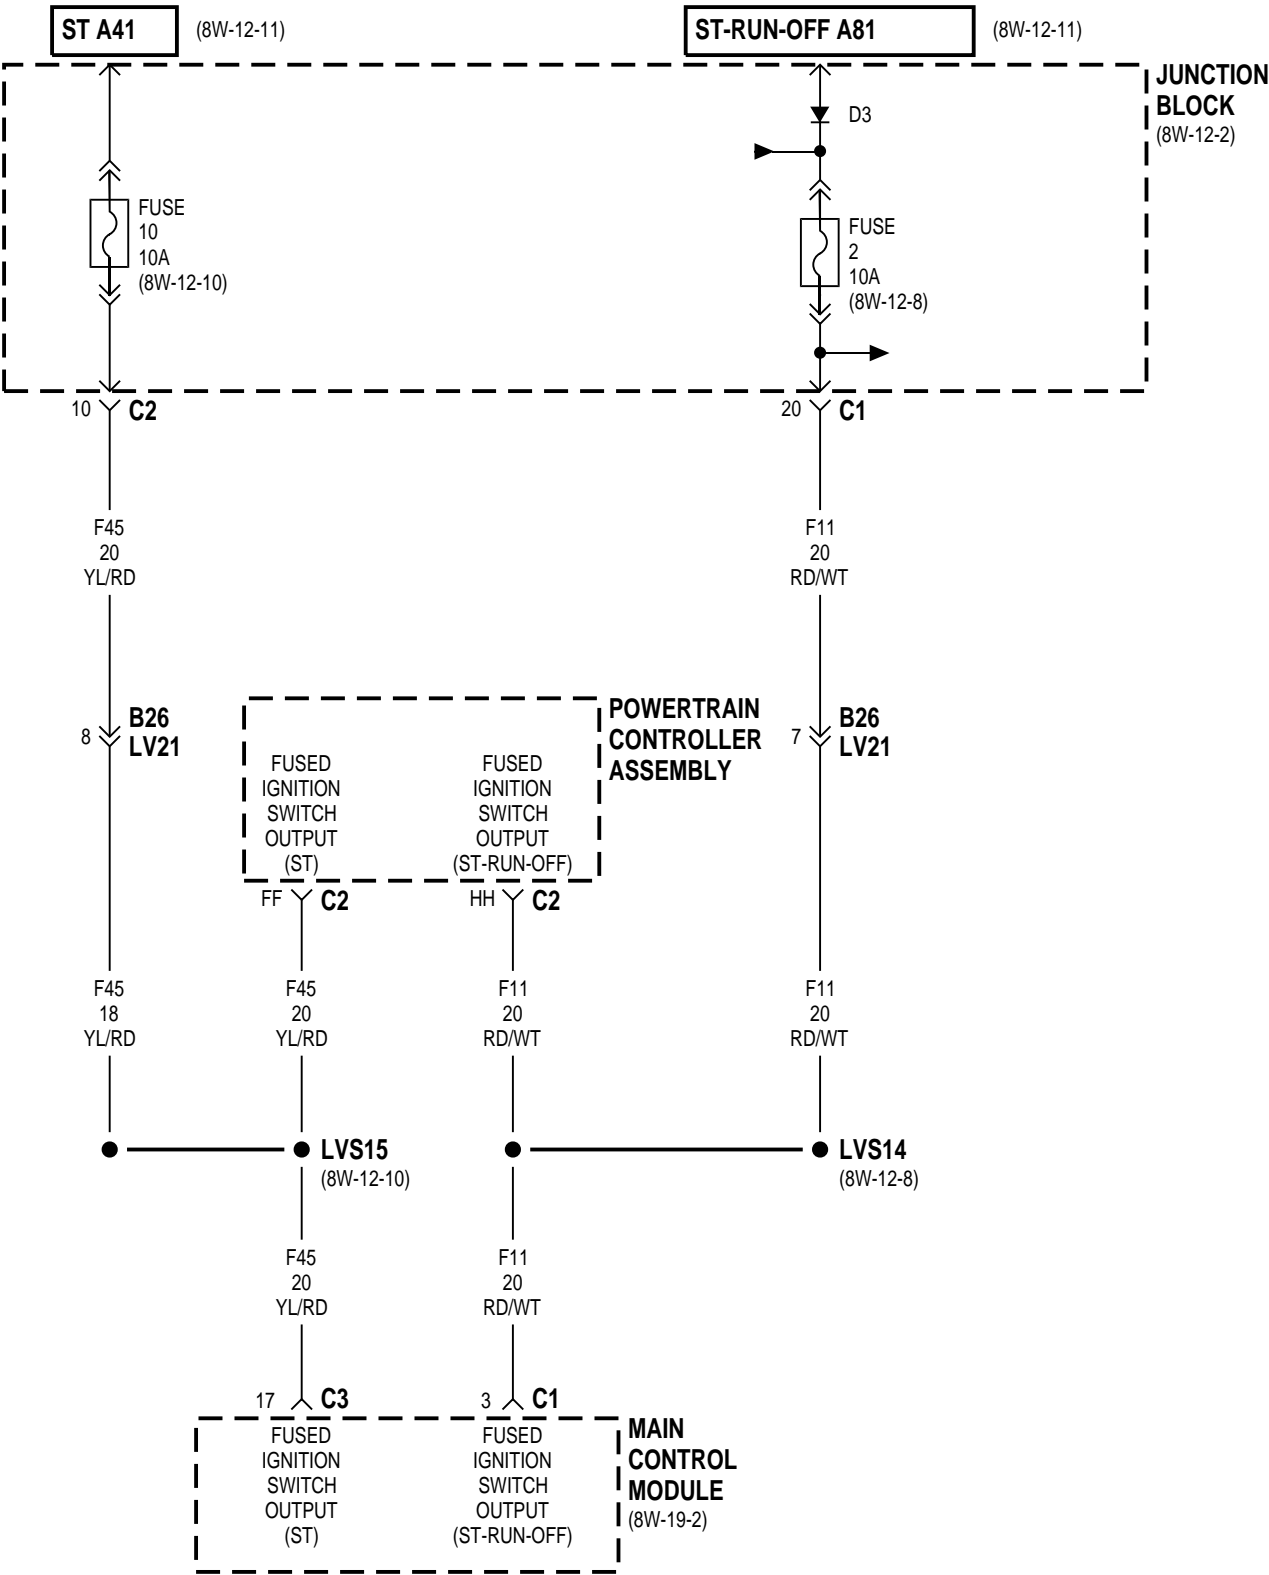 ST A41
(8W-12-11)
ST-RUN-OFF A81
(8W-12-11)
JUNCTION
BLOCK
(8W-12-2)
D3
FUSE
10
10A
(8W-12-10)
FUSE
2
10A
(8W-12-8)
10
C2
20
C1
F45
20
YL/RD
F11
20
RD/WT
8
B26
LV21
POWERTRAIN
CONTROLLER
ASSEMBLY
FUSED
IGNITION
SWITCH
OUTPUT
(ST)
FUSED
IGNITION
SWITCH
OUTPUT
(ST-RUN-OFF)
7
B26
LV21
FF
C2
HH
C2
F45
18
YL/RD
F45
20
YL/RD
F11
20
RD/WT
F11
20
RD/WT
LVS15
(8W-12-10)
LVS14
(8W-12-8)
F45
20
YL/RD
F11
20
RD/WT
17
C3
3
C1
FUSED
IGNITION
SWITCH
OUTPUT
(ST)
FUSED
IGNITION
SWITCH
OUTPUT
(ST-RUN-OFF)
MAIN
CONTROL
MODULE
(8W-19-2)